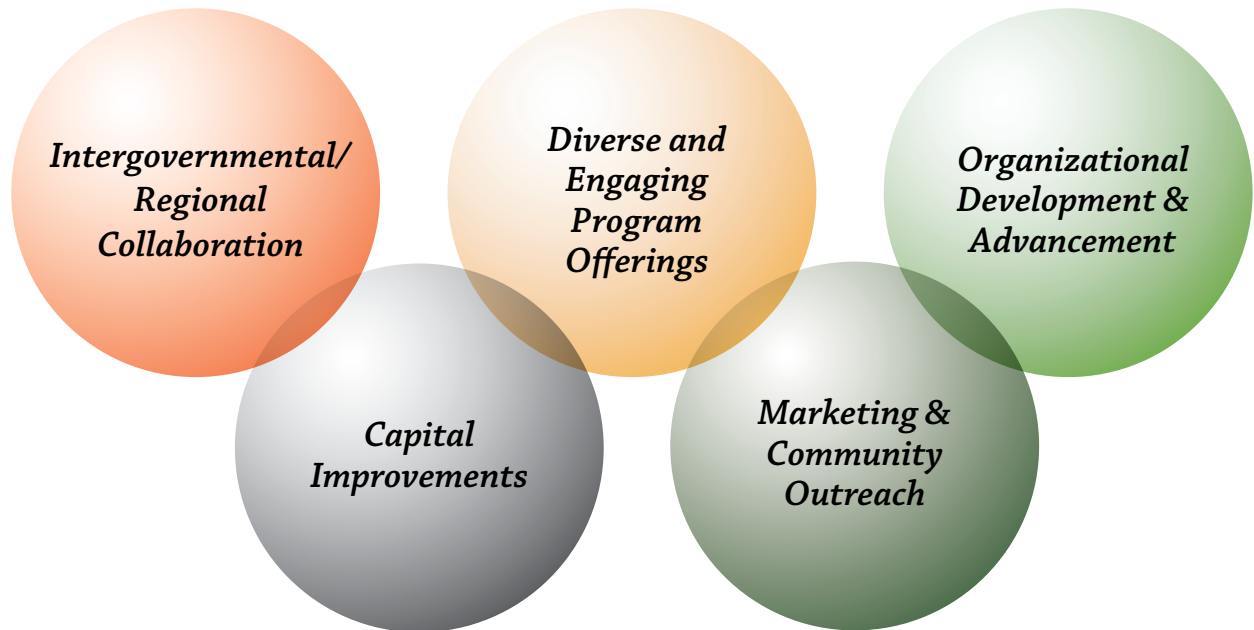 Intergovernmental/
Regional
Collaboration
Diverse and
Engaging
Program
Offerings
Organizational
Development &
Advancement
Capital
Improvements
Marketing &
Community
Outreach